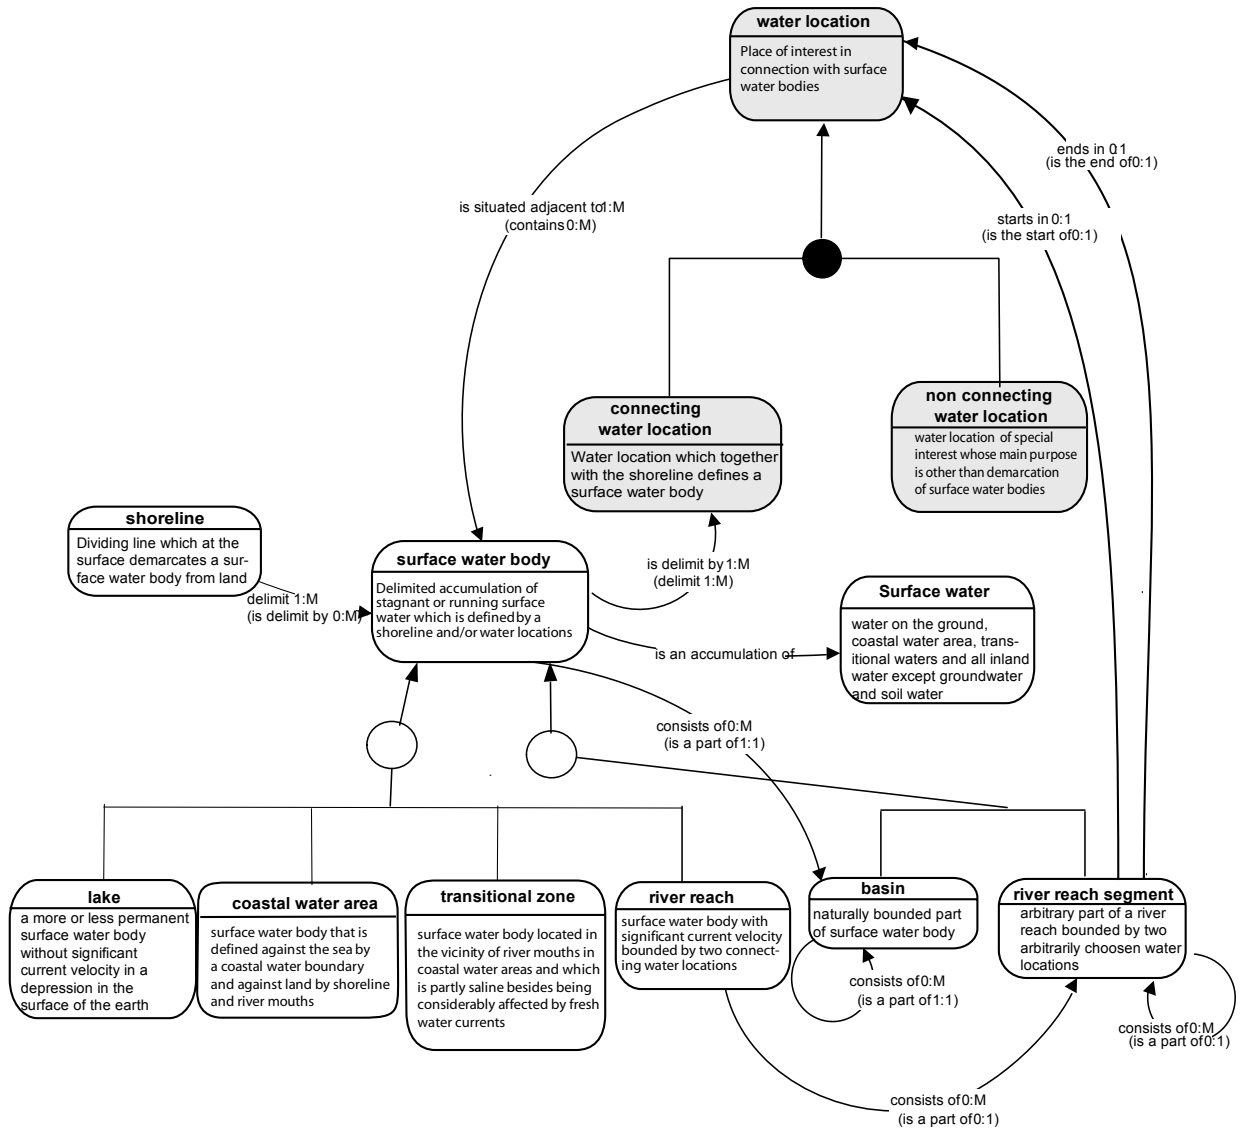 water location
Place of interest in
connection with surface
water bodies
ends in 0:1
(is the end of0:1)
is situated adjacent to1:M
(contains0:M)
starts in 0:1
(is the start of0:1)
connecting
water location
Water location which together
with the shoreline defines a
surface water body
non connecting
water location
water location of special
interest whose main purpose
is other than demarcation
of surface water bodies
shoreline
Dividing line which at the
surface demarcates a sur-
face water body from land
delimit 1:M
(is delimit by 0:M)
surface water body
Delimited accumulation of
stagnant or running surface
water which is defined by a
shoreline and/or water locations
is delimit by 1:M
(delimit 1:M)
is an accumulation of
Surface water
water on the ground,
coastal water area, trans-
itional waters and all inland
water except groundwater
and soil water
consists of0:M
(is a part of1:1)
lake
a more or less permanent
surface water body
without significant
current velocity in a
depression in the
surface of the earth
coastal water area
surface water body that is
defined against the sea by
a coastal water boundary
and against land by shoreline
and river mouths
transitional zone
surface water body located in
the vicinity of river mouths in
coastal water areas and which
is partly saline besides being
considerably affected by fresh
water currents
river reach
surface water body with
significant current velocity
bounded by two connect-
ing water locations
basin
naturally bounded part
of surface water body
consists of0:M
(is a part of1:1)
river reach segment
arbitrary part of a river
reach bounded by two
arbitrarily choosen water
locations
consists of0:M
(is a part of0:1)
consists of0:M
(is a part of0:1)